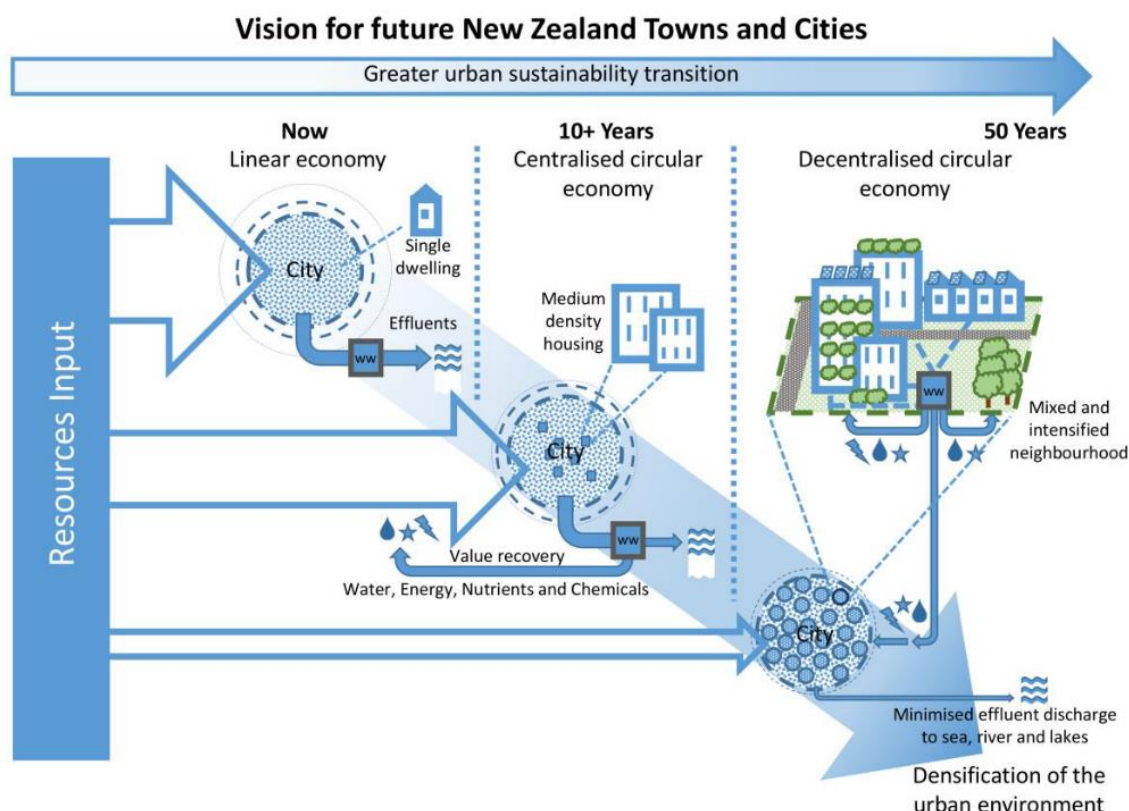 Vision for future New Zealand Towns and Cities
Greater urban sustainability transition
Now
Linear economy
10+ Years
Centralised circular
economy
50 Years
Decentralised circular
economy
Resources Input
City
Single
dwelling
Effluents
ww
Medium
density
housing
City
ww
Value recovery
Water, Energy, Nutrients and Chemicals
ww
Mixed and
intensified
neighbourhood
City
Minimised effluent discharge
to sea, river and lakes
Densification of the
urban environment